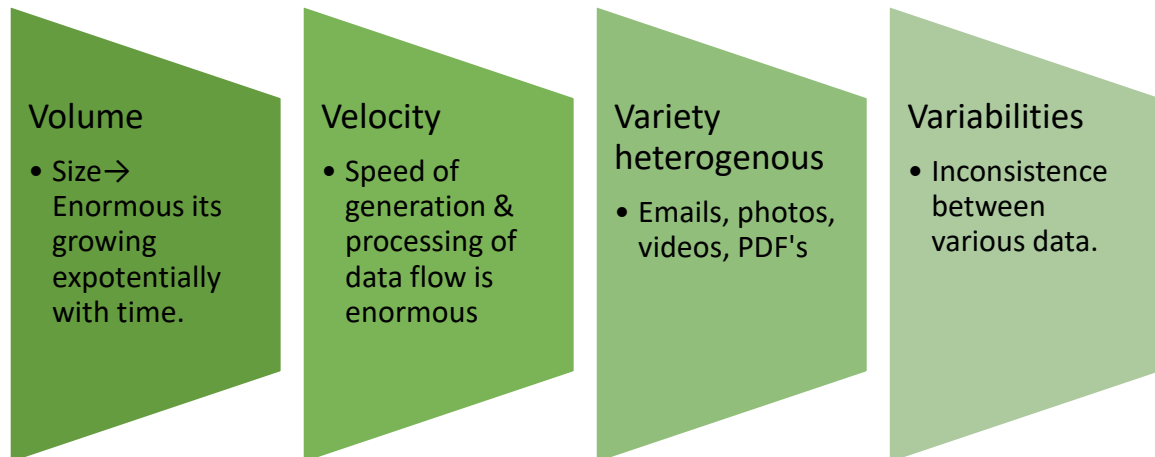 Volume
• Size→
Enormous its
growing
expotentially
with time.
Velocity
• Speed of
generation &
processing of
data flow is
enormous
Variety
heterogenous
• Emails, photos,
videos, PDF's
Variabilities
• Inconsistence
between
various data.